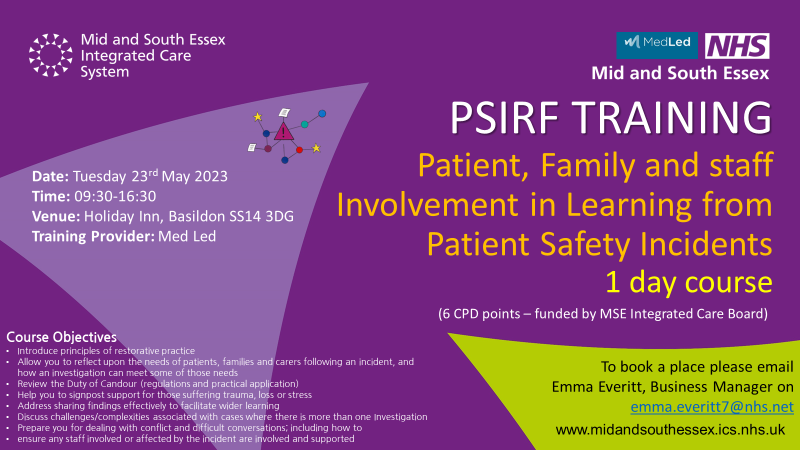 Mid and South Essex
Integrated Care
System
MedLed
NHS
Mid and South Essex
PSIRF TRAINING
Patient, Family and staff
Involvement in Learning from
Patient Safety Incidents
1 day course
(6 CPD points – funded by MSE Integrated Care Board)
Date: Tuesday 23rd May 2023
Time: 09:30-16:30
Venue: Holiday Inn, Basildon SS14 3DG
Training Provider: Med Led
Course Objectives
• Introduce principles of restorative practice
• Allow you to reflect upon the needs of patients, families and carers following an incident, and
how an investigation can meet some of those needs
• Review the Duty of Candour (regulations and practical application)
• Help you to signpost support for those suffering trauma, loss or stress
• Address sharing findings effectively to facilitate wider learning
• Discuss challenges/complexities associated with cases where there is more than one Investigation
• Prepare you for dealing with conflict and difficult conversations; including how to
• ensure any staff involved or affected by the incident are involved and supported
To book a place please email
Emma Everitt, Business Manager on
emma.everitt7@nhs.net
www.midandsouthessex.ics.nhs.uk